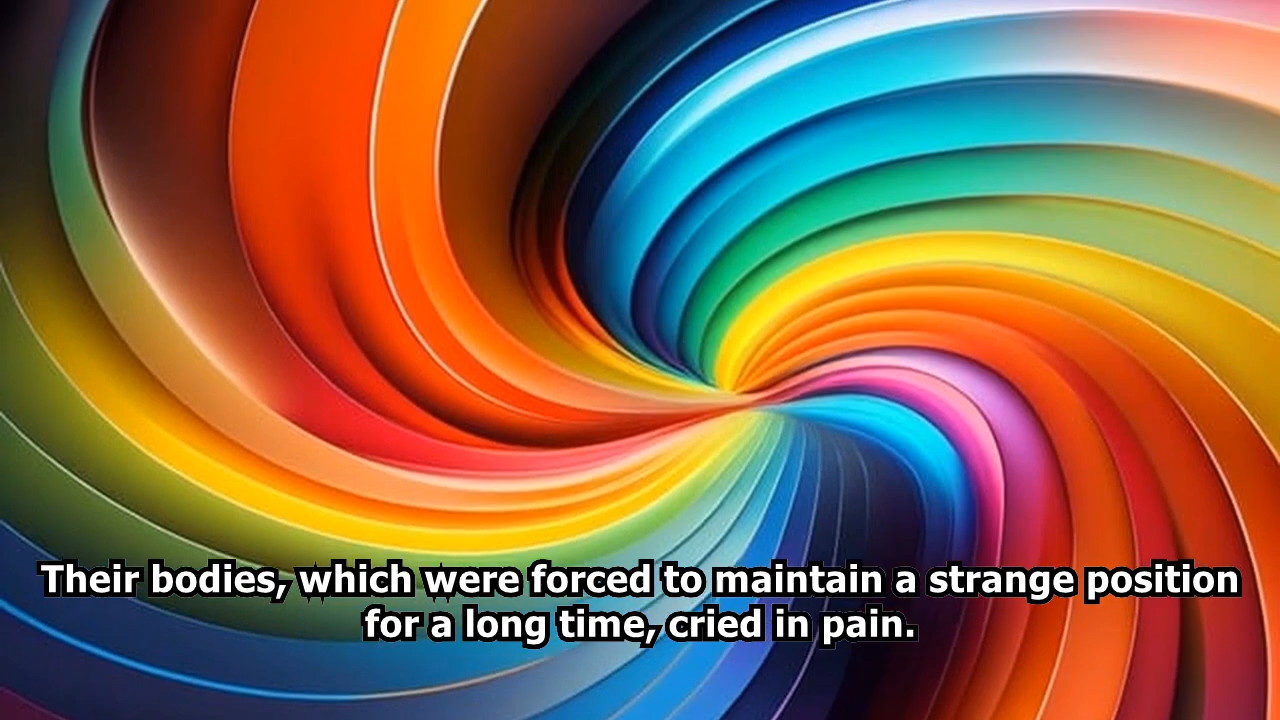 Their bodies, which were forced to maintain a strange position
for a long time, cried in pain.